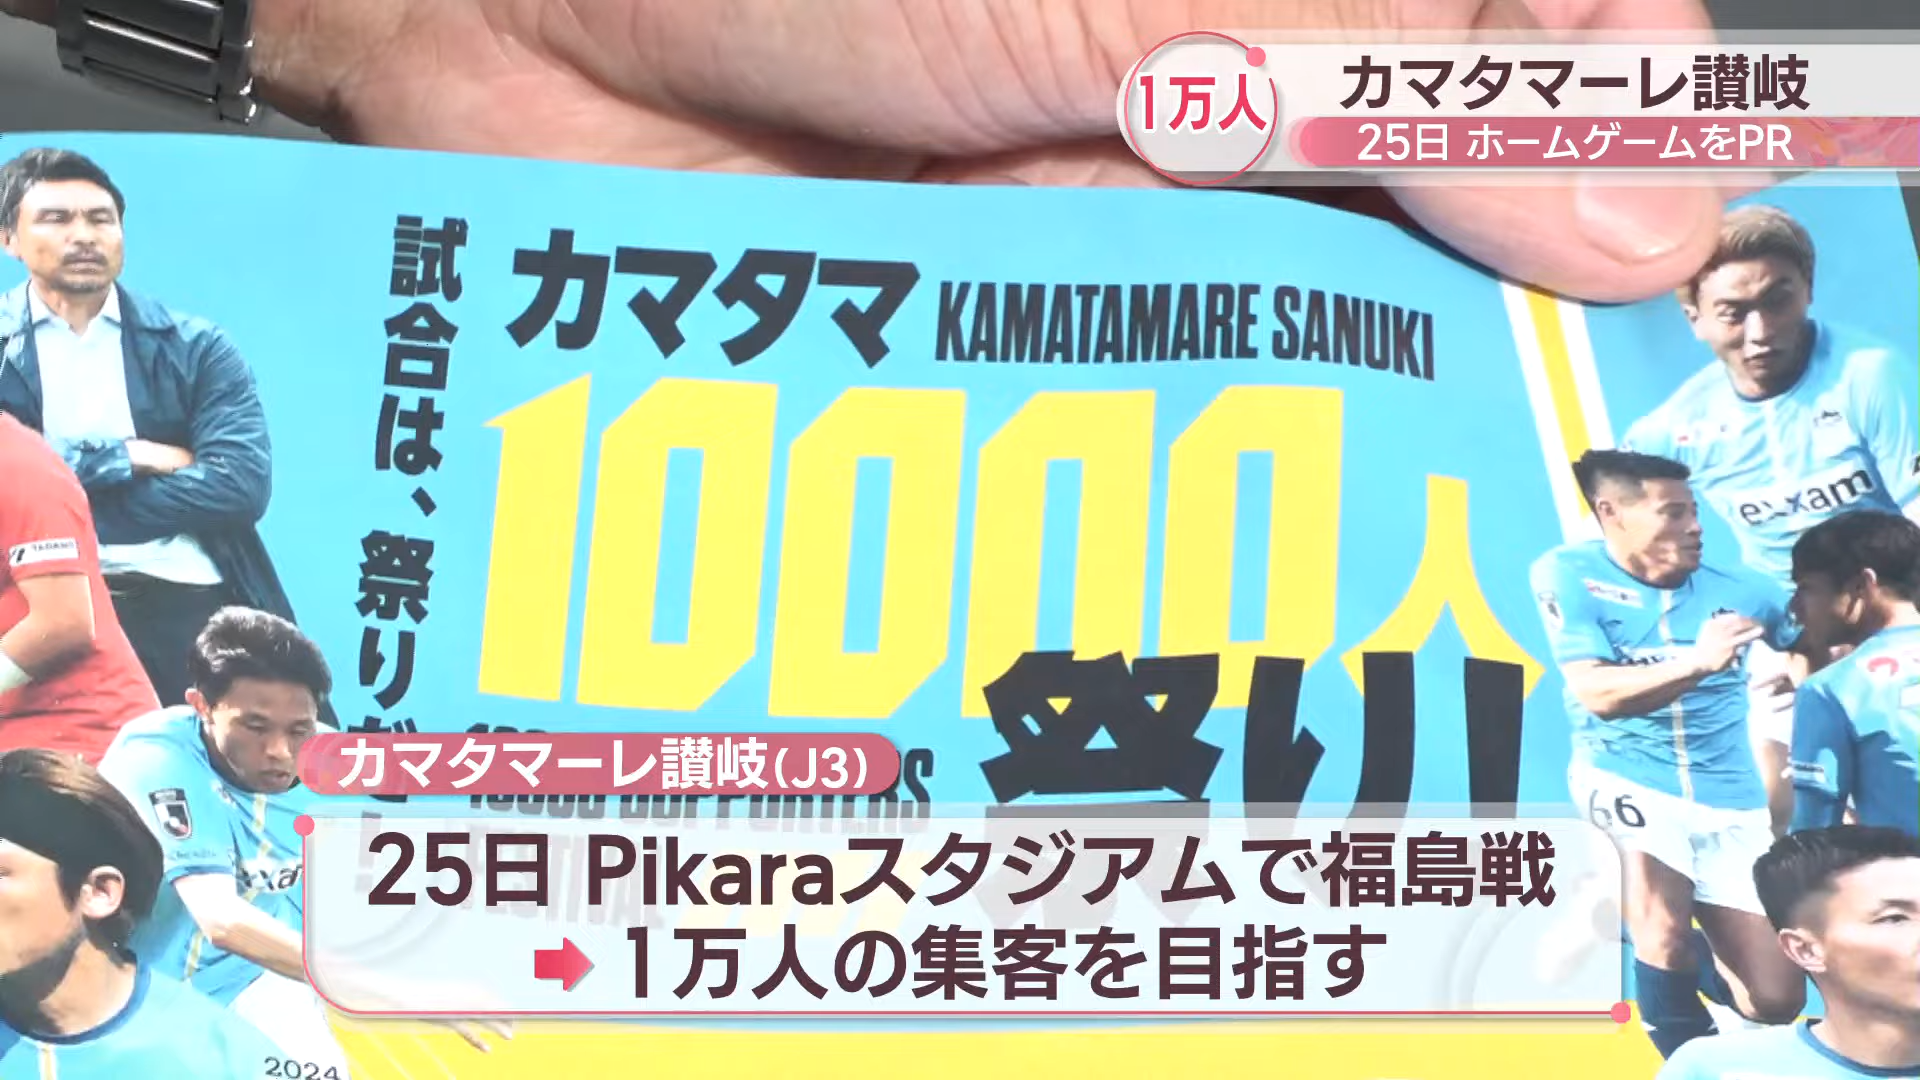 1万人
カマタマーレ讃岐
25日 ホームゲームをPR
試合は、祭りだ
カマタマ KAMATAMARE SANUKI
10000人
祭り!
カマタマーレ讃岐(J3)
25日 Pikaraスタジアムで福島戦
➡1万人の集客を目指す
TADANO
e
xam
66
2024